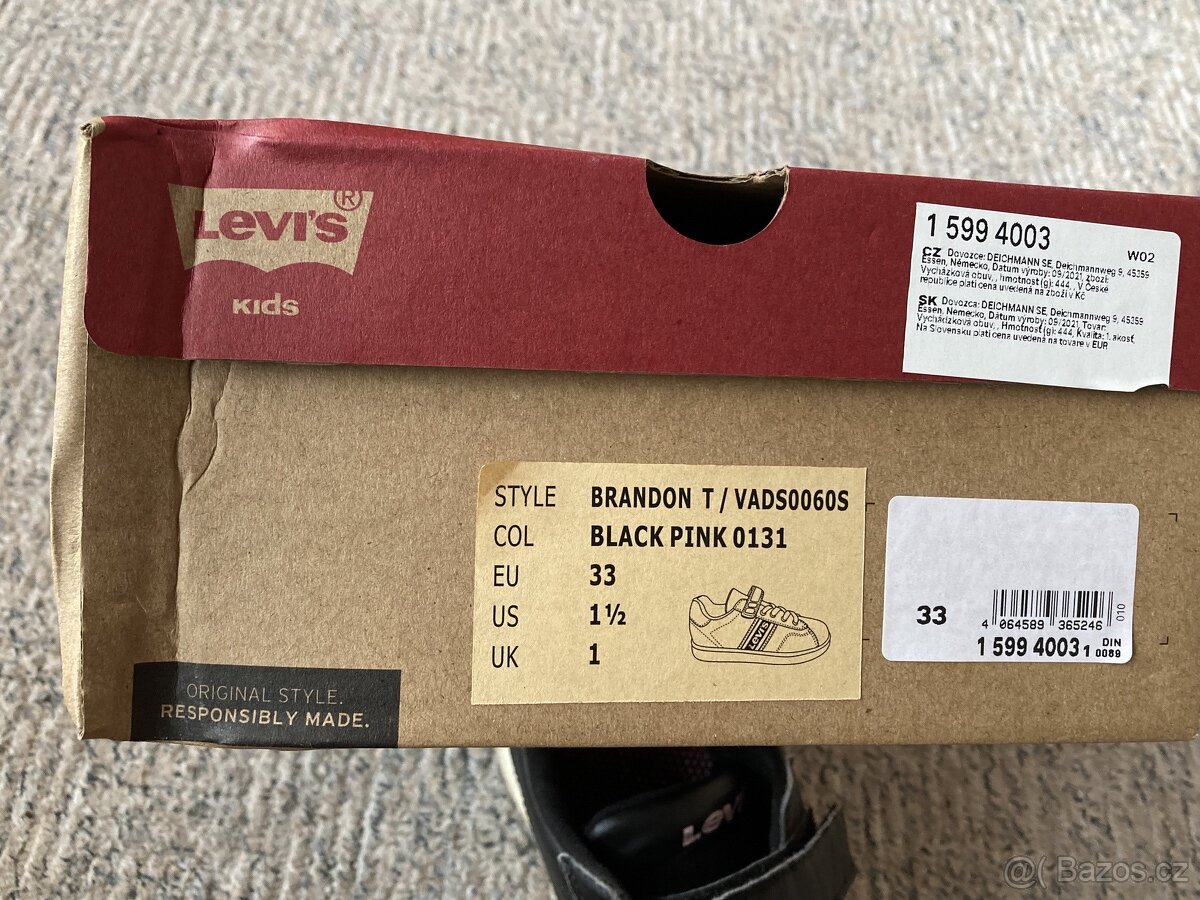 Levi's®
Kids
1 599 4003
W02
CZ Dovozce: DEICHMANN SE, Deichmannweg 9, 45359
Essen, Německo, Datum výroby: 09/2021, zboží:
Vycházková obuv, , hmotnost (g): 444, , V České
republice platí cena uvedená na zboží v Kč
SK Dovozca: DEICHMANN SE, Deichmannweg 9, 45359
Essen, Nemecko, Dátum výroby: 09/2021, Tovar:
Vychádzková obuv, , Hmotnosť (g): 444, Kvalita: 1. akosť,
Na Slovensku platí cena uvedená na tovare v EUR
STYLE BRANDON T / VADS0060S
COL BLACK PINK 0131
EU 33
US 1½
UK 1
LEVI'S
33
4 064589 365246
010
1 599 4003 1
DIN
0089
ORIGINAL STYLE.
RESPONSIBLY MADE.
Lev
@( Bazos.cz